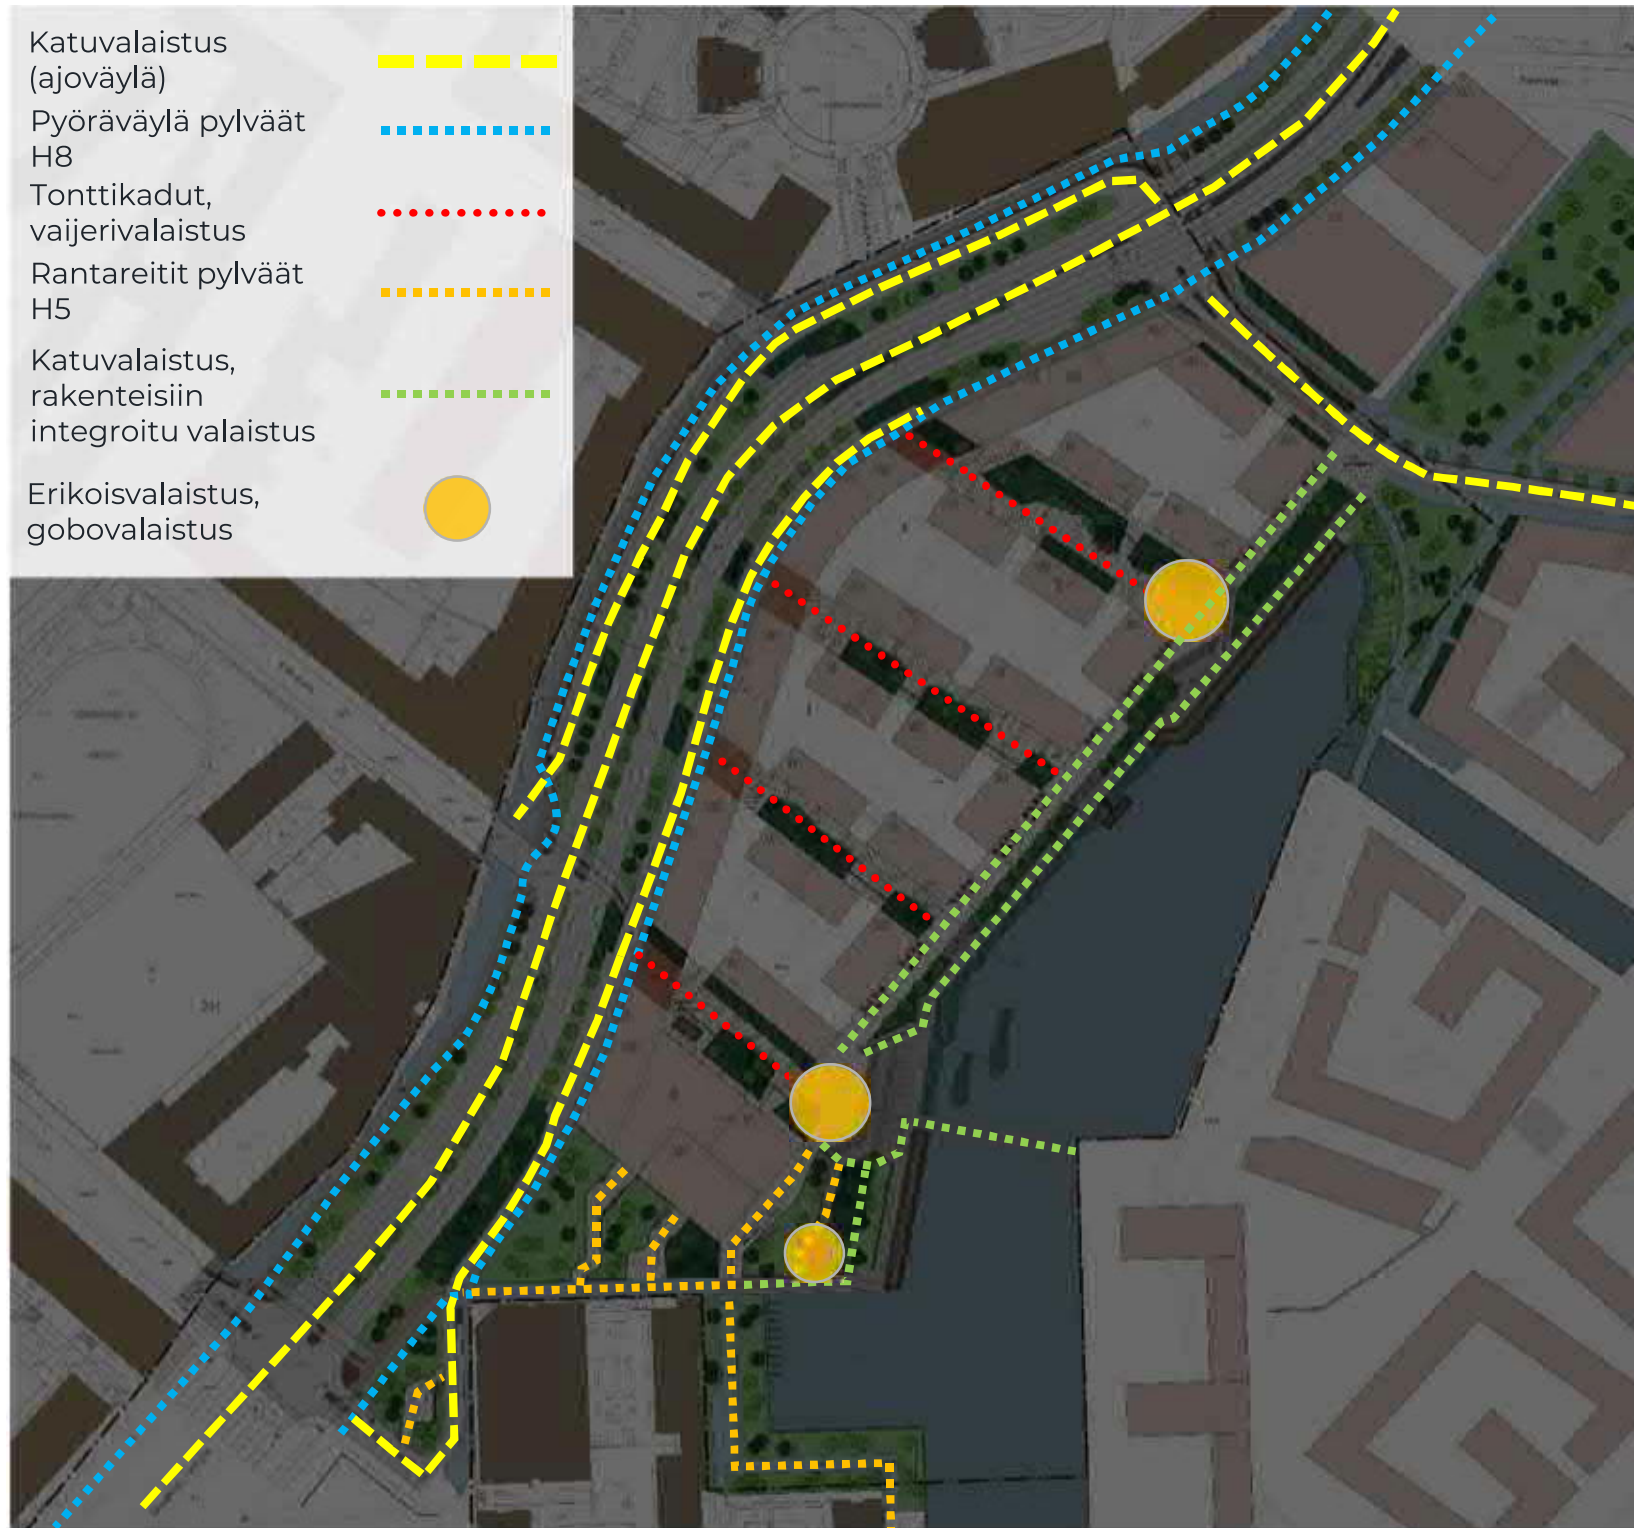 Katuvalaistus
(ajoväylä)
Pyöräväylä pylväät
H8
Tonttikadut,
vaijerivalaistus
Rantareitit pylväät
H5
Katuvalaistus,
rakenteisiin
integroitu valaistus
Erikoisvalaistus,
gobovalaistus